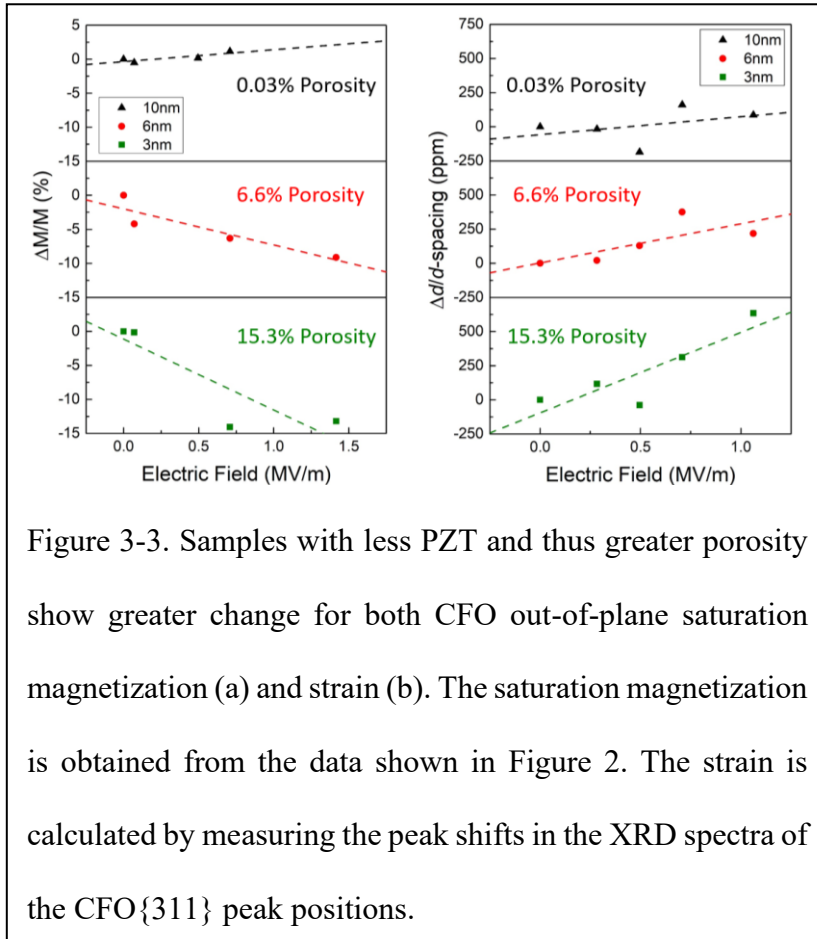 5
0
-5
-10
-15
0
-5
-10
-15
0
-5
-10
-15
ΔM/M (%)
10nm
6nm
3nm
0.03% Porosity
6.6% Porosity
15.3% Porosity
0.0 0.5 1.0 1.5
Electric Field (MV/m)
750
500
250
0
-250
500
250
0
-250
500
250
0
-250
Δd/d-spacing (ppm)
10nm
6nm
3nm
0.03% Porosity
6.6% Porosity
15.3% Porosity
0.0 0.5 1.0
Electric Field (MV/m)
Figure 3-3. Samples with less PZT and thus greater porosity
show greater change for both CFO out-of-plane saturation
magnetization (a) and strain (b). The saturation magnetization
is obtained from the data shown in Figure 2. The strain is
calculated by measuring the peak shifts in the XRD spectra of
the CFO{311} peak positions.